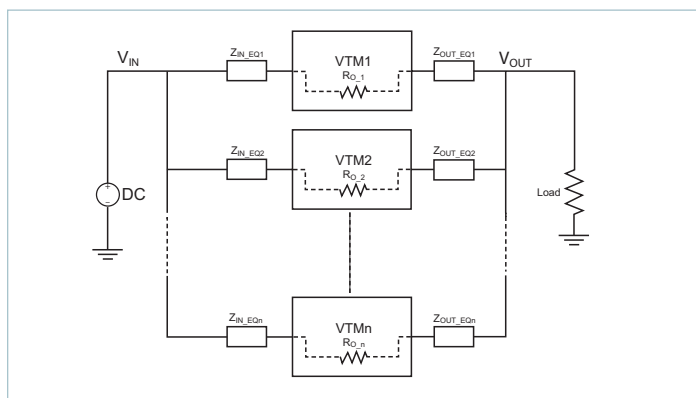 V_IN
Z_IN_EQ1
VTM1
R_O_1
Z_OUT_EQ1
V_OUT
Z_IN_EQ2
VTM2
R_O_2
Z_OUT_EQ2
+
−
DC
Load
Z_IN_EQn
VTMn
R_O_n
Z_OUT_EQn